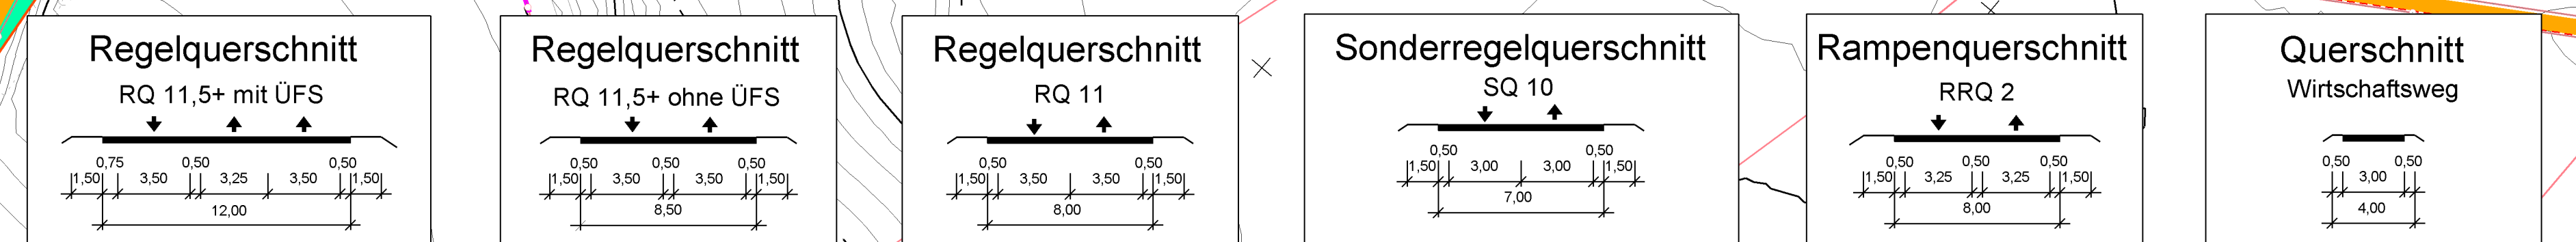 Regelquerschnitt
RQ 11,5+ mit ÜFS
0,75 0,50 0,50
1,50 3,50 3,25 3,50 1,50
12,00
Regelquerschnitt
RQ 11,5+ ohne ÜFS
0,50 0,50 0,50
1,50 3,50 3,50 1,50
8,50
Regelquerschnitt
RQ 11
0,50 0,50
1,50 3,50 3,50 1,50
8,00
Sonderregelquerschnitt
SQ 10
0,50 0,50
1,50 3,00 3,00 1,50
7,00
Rampenquerschnitt
RRQ 2
0,50 0,50 0,50
1,50 3,25 3,25 1,50
8,00
Querschnitt
Wirtschaftsweg
0,50 0,50
3,00
4,00